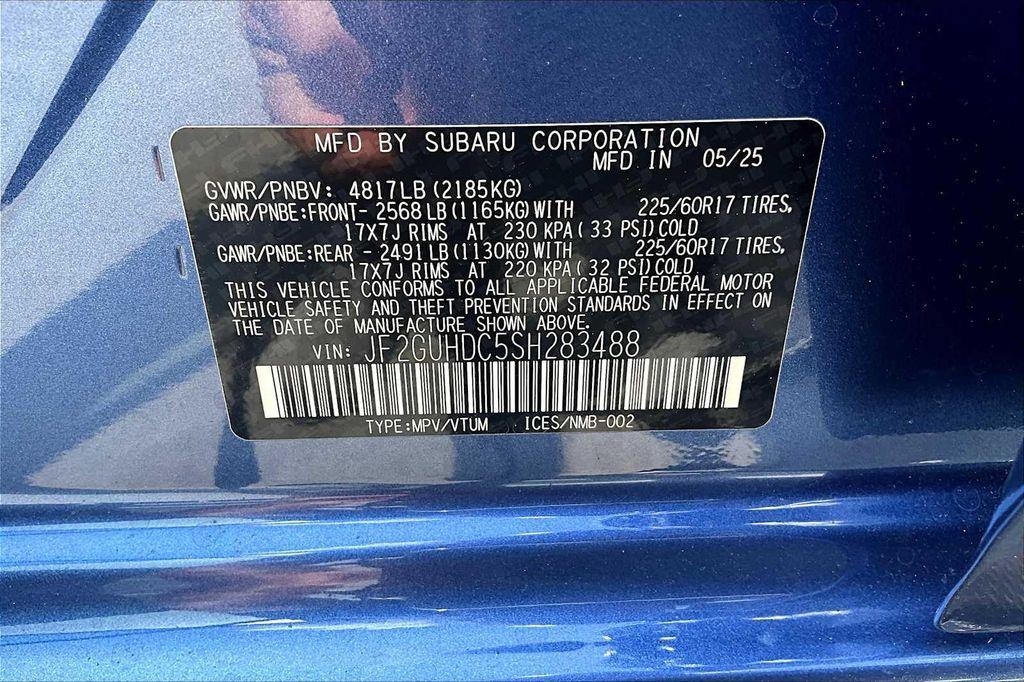 MFD BY SUBARU CORPORATION
MFD IN 05/25
GVWR/PNBV: 4817LB (2185KG)
GAWR/PNBE:FRONT- 2568 LB (1165KG) WITH 225/60R17 TIRES,
17X7J RIMS AT 230 KPA ( 33 PSI) COLD
GAWR/PNBE:REAR - 2491 LB (1130KG) WITH 225/60R17 TIRES,
17X7J RIMS AT 220 KPA ( 32 PSI) COLD
THIS VEHICLE CONFORMS TO ALL APPLICABLE FEDERAL MOTOR
VEHICLE SAFETY AND THEFT PREVENTION STANDARDS IN EFFECT ON
THE DATE OF MANUFACTURE SHOWN ABOVE.
VIN: JF2GUHDC5SH283488
TYPE:MPV/VTUM ICES/NMB-002